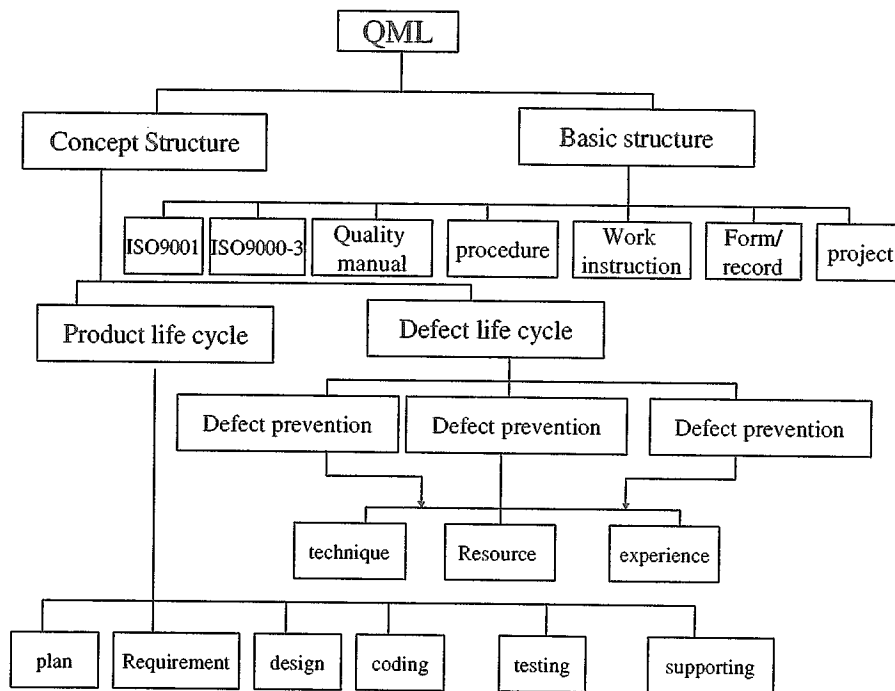 QML
Concept Structure
Basic structure
ISO9001
ISO9000-3
Quality
manual
procedure
Work
instruction
Form/
record
project
Product life cycle
Defect life cycle
Defect prevention
Defect prevention
Defect prevention
technique
Resource
experience
plan
Requirement
design
coding
testing
supporting